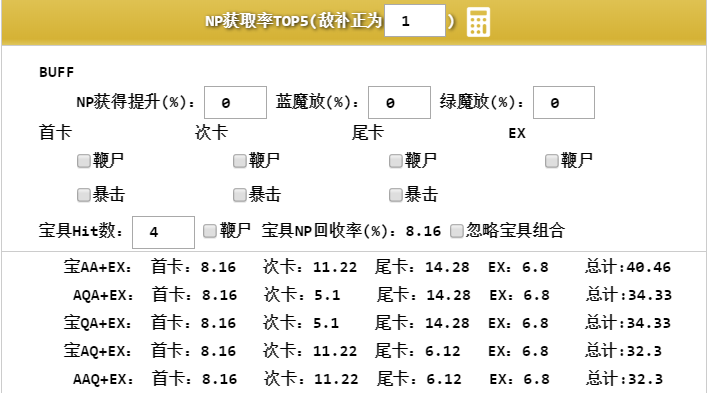 NP获取率TOP5(敌补正为 1 )
BUFF
NP获得提升(%): 0 蓝魔放(%): 0 绿魔放(%): 0
首卡 次卡 尾卡 EX
鞭尸 鞭尸 鞭尸 鞭尸
暴击 暴击 暴击
宝具Hit数: 4 鞭尸 宝具NP回收率(%): 8.16 忽略宝具组合
宝AA+EX: 首卡: 8.16 次卡: 11.22 尾卡: 14.28 EX: 6.8 总计:40.46
AQA+EX: 首卡: 8.16 次卡: 5.1 尾卡: 14.28 EX: 6.8 总计:34.33
宝QA+EX: 首卡: 8.16 次卡: 5.1 尾卡: 14.28 EX: 6.8 总计:34.33
宝AQ+EX: 首卡: 8.16 次卡: 11.22 尾卡: 6.12 EX: 6.8 总计:32.3
AAQ+EX: 首卡: 8.16 次卡: 11.22 尾卡: 6.12 EX: 6.8 总计:32.3